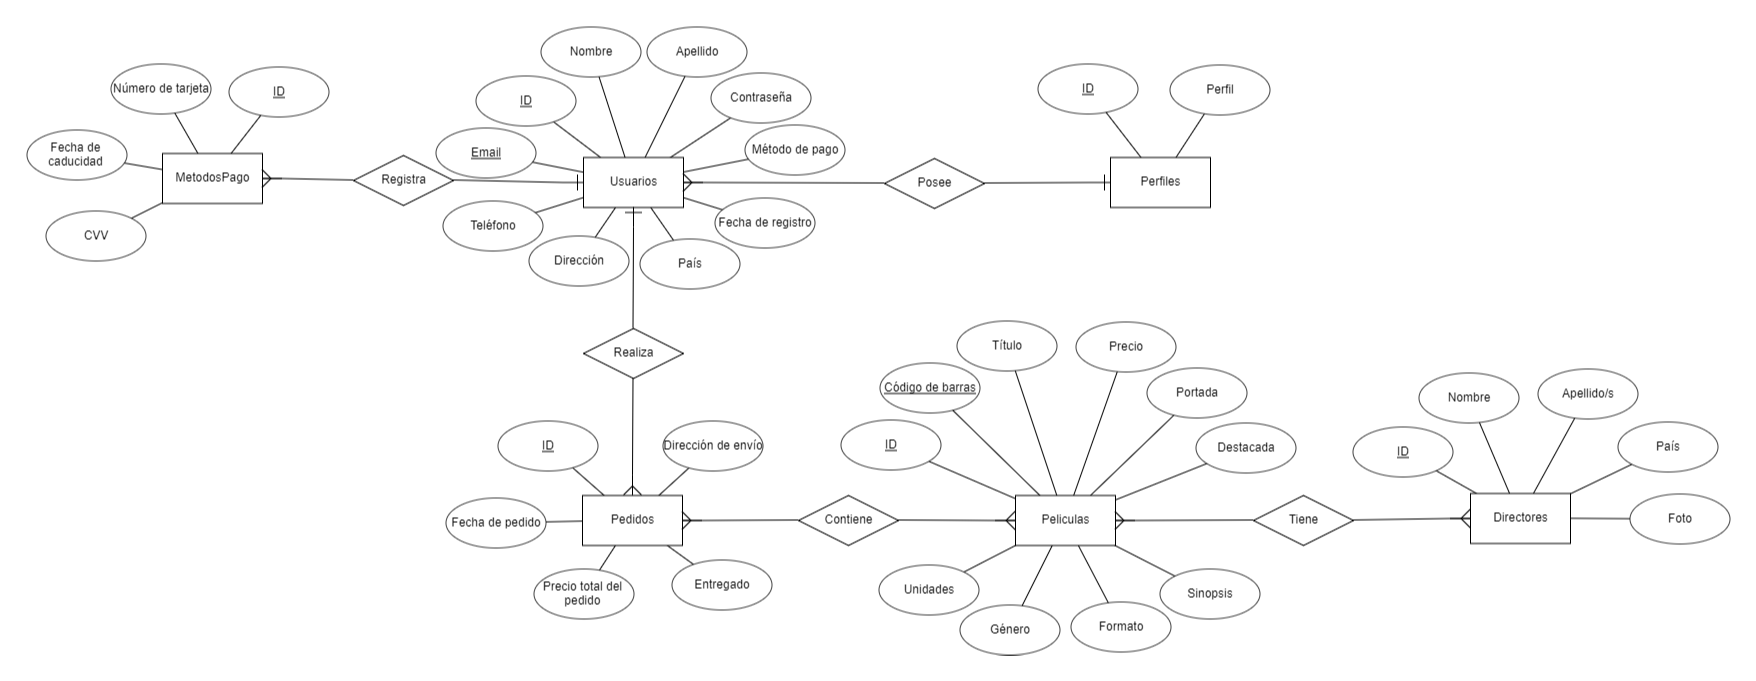 Nombre
Apellido
Número de tarjeta
ID
ID
Contraseña
ID
Perfil
Fecha de
caducidad
Email
Método de pago
MetodosPago
Registra
Usuarios
Posee
Perfiles
CVV
Teléfono
Fecha de registro
Dirección
País
Realiza
Título
Precio
Código de barras
Portada
Nombre
Apellido/s
ID
Dirección de envío
ID
Destacada
ID
País
Fecha de pedido
Pedidos
Contiene
Peliculas
Tiene
Directores
Foto
Precio total del
pedido
Entregado
Unidades
Sinopsis
Género
Formato